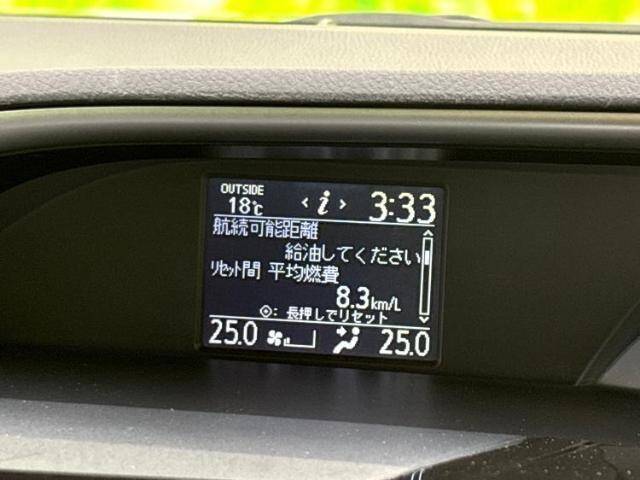 OUTSIDE
18℃ < i > 3:33
航続可能距離
給油してください
リセット間 平均燃費
8.3km/L
◎: 長押しでリセット
25.0 25.0